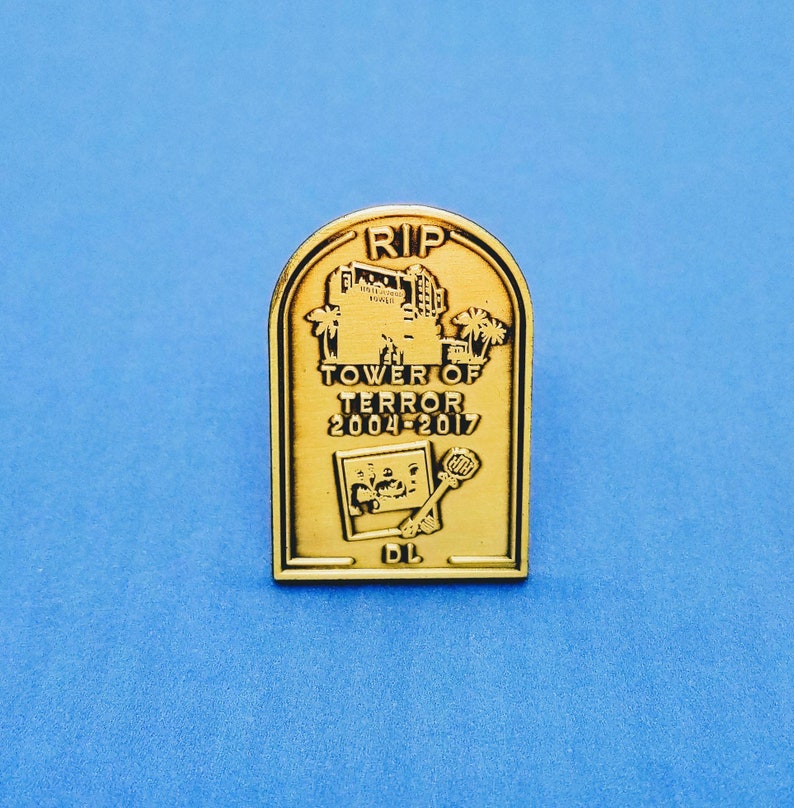 RIP
HOLLYWOOD
TOWER
TOWER OF
TERROR
2004-2017
DL